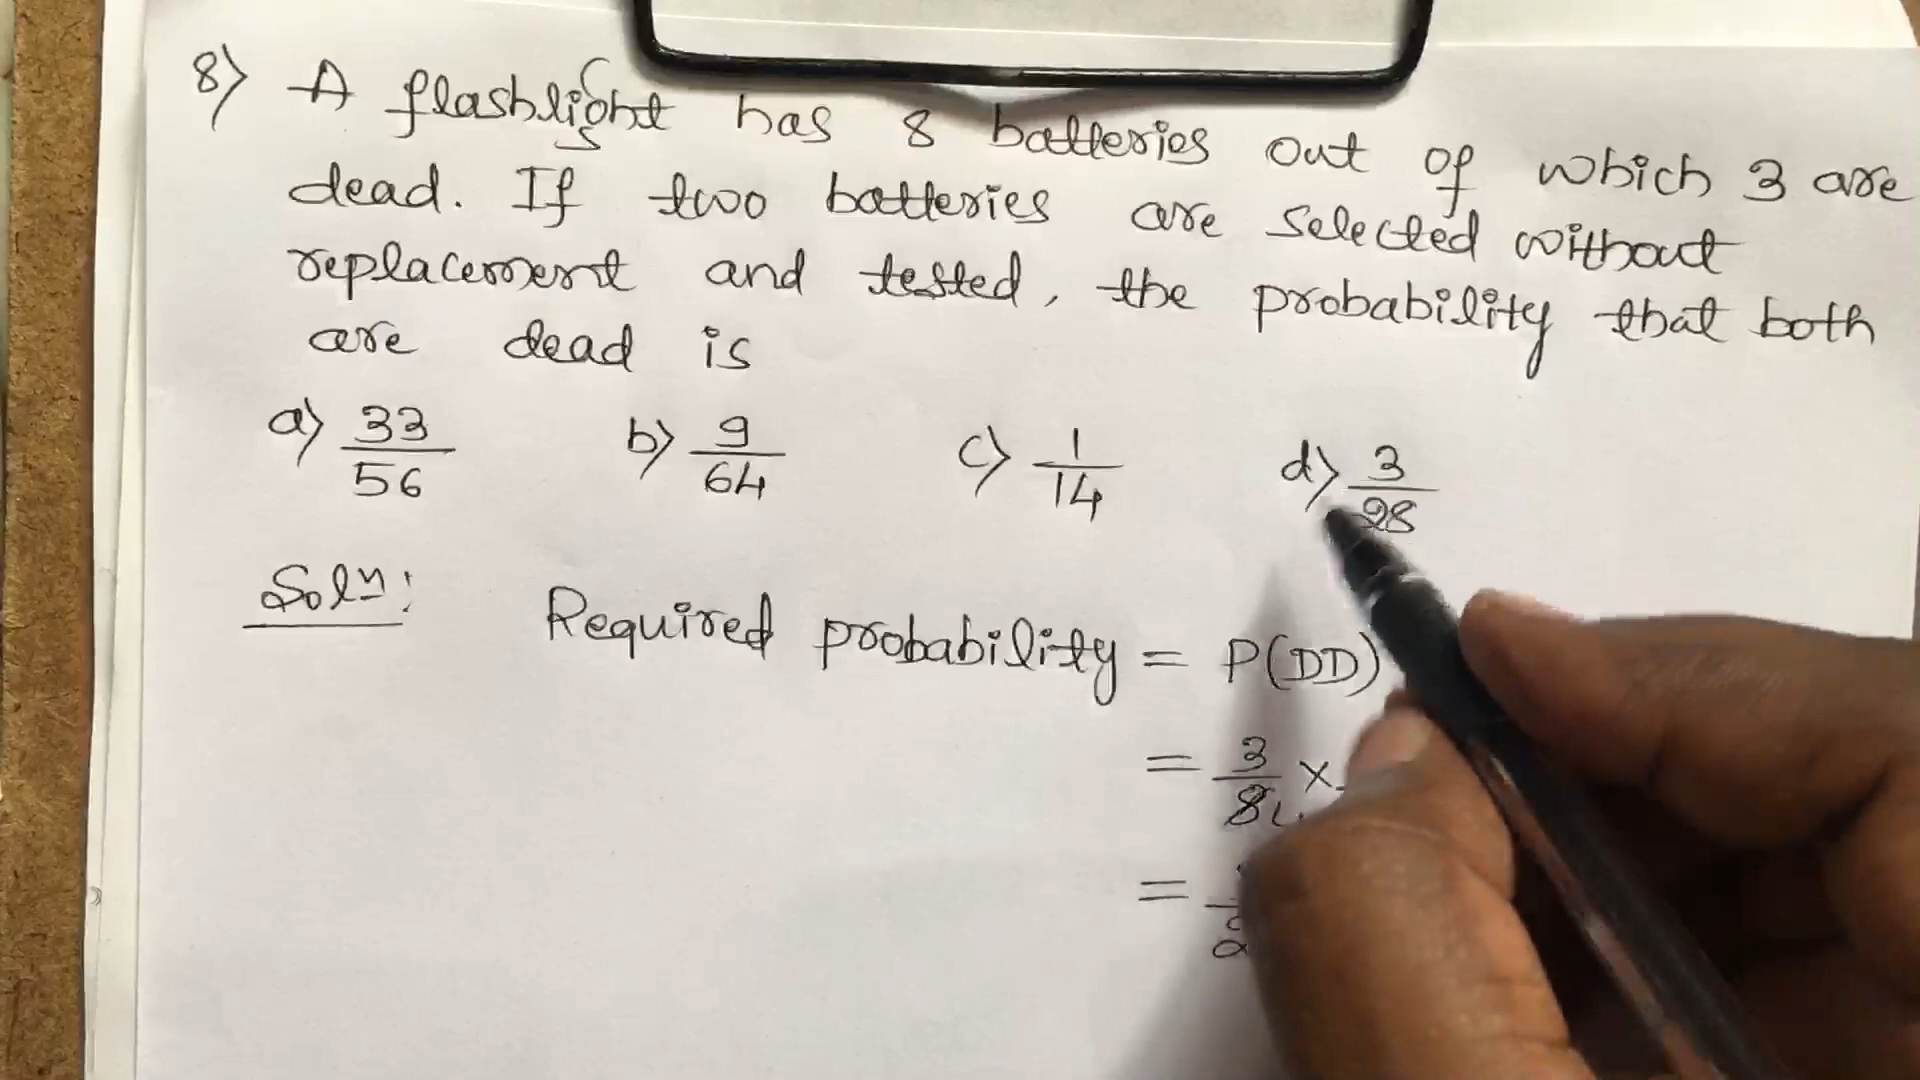 8) A flashlight has 8 batteries out of which 3 are
dead. If two batteries are selected without
replacement and tested, the probability that both
are dead is
a) 33/56 b) 9/64 c) 1/14 d) 3/28
Soln: Required probability = P(DD)
= 3/8 ×
=